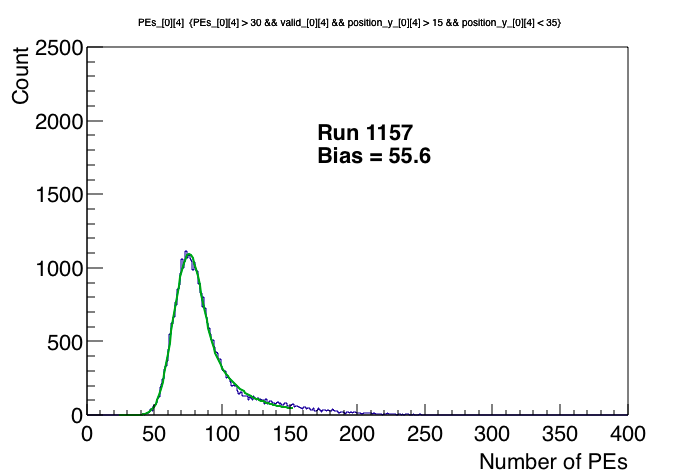 PEs_[0][4] {PEs_[0][4] > 30 && valid_[0][4] && position_y_[0][4] > 15 && position_y_[0][4] < 35}
Count
2500
2000
1500
1000
500
0
Run 1157
Bias = 55.6
0 50 100 150 200 250 300 350 400
Number of PEs